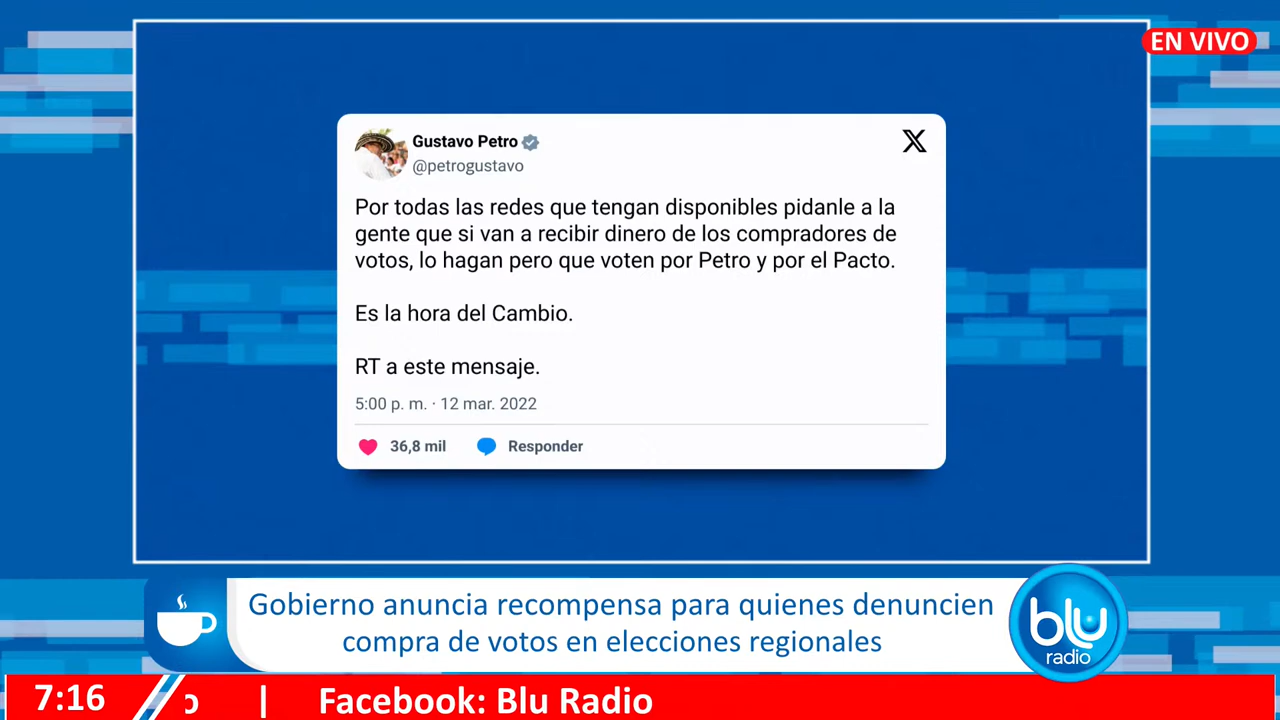 EN VIVO
Gustavo Petro
@petrogustavo
X
Por todas las redes que tengan disponibles pidanle a la
gente que si van a recibir dinero de los compradores de
votos, lo hagan pero que voten por Petro y por el Pacto.
Es la hora del Cambio.
RT a este mensaje.
5:00 p. m. · 12 mar. 2022
36,8 mil Responder
Gobierno anuncia recompensa para quienes denuncien
compra de votos en elecciones regionales
blu
radio
7:16 o | Facebook: Blu Radio